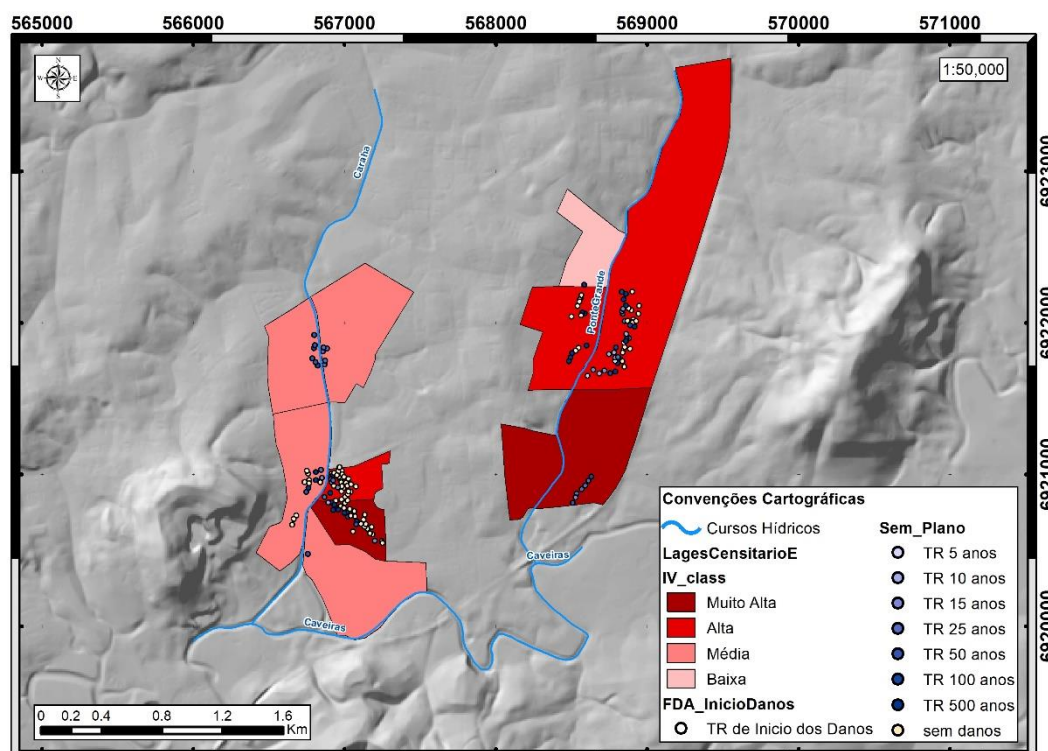 565000 566000 567000 568000 569000 570000 571000
N
W E
S
1:50,000
6923000
6922000
6921000
6920000
Caraha
PonteGrande
Caveiras
Caveiras
0 0.2 0.4 0.8 1.2 1.6
Km
Convenções Cartográficas
Cursos Hídricos
LagesCensitarioE
IV_class
Muito Alta
Alta
Média
Baixa
FDA_InicioDanos
TR de Inicio dos Danos
Sem_Plano
TR 5 anos
TR 10 anos
TR 15 anos
TR 25 anos
TR 50 anos
TR 100 anos
TR 500 anos
sem danos